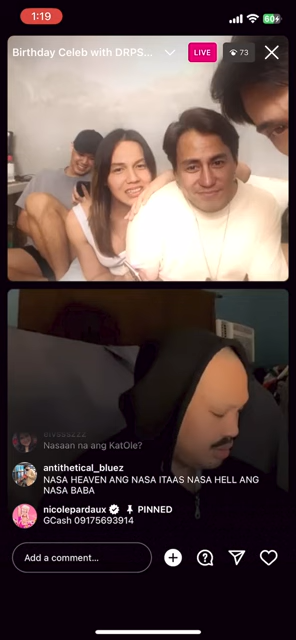 1:19
60
Birthday Celeb with DRPS...
LIVE
73
Nasaan na ang KatOle?
antithetical_bluez
NASA HEAVEN ANG NASA ITAAS NASA HELL ANG
NASA BABA
nicolepardaux PINNED
GCash 09175693914
Add a comment...